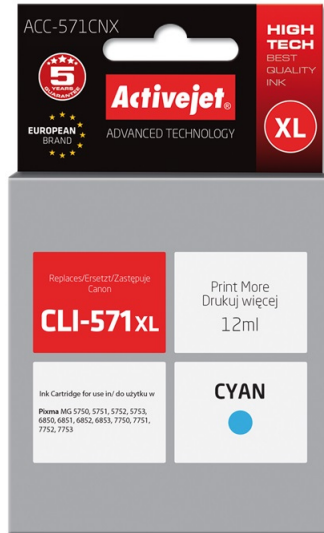 ACC-571CNX
HIGH
TECH
BEST
QUALITY
INK
5
YEARS
GUARANTEE
Activejet®
EUROPEAN
BRAND
ADVANCED TECHNOLOGY
XL
Replaces/Ersetzt/Zastępuje
Canon
CLI-571XL
Print More
Drukuj więcej
12ml
Ink Cartridge for use in/ do użytku w
Pixma MG 5750, 5751, 5752, 5753,
6850, 6851, 6852, 6853, 7750, 7751,
7752, 7753
CYAN